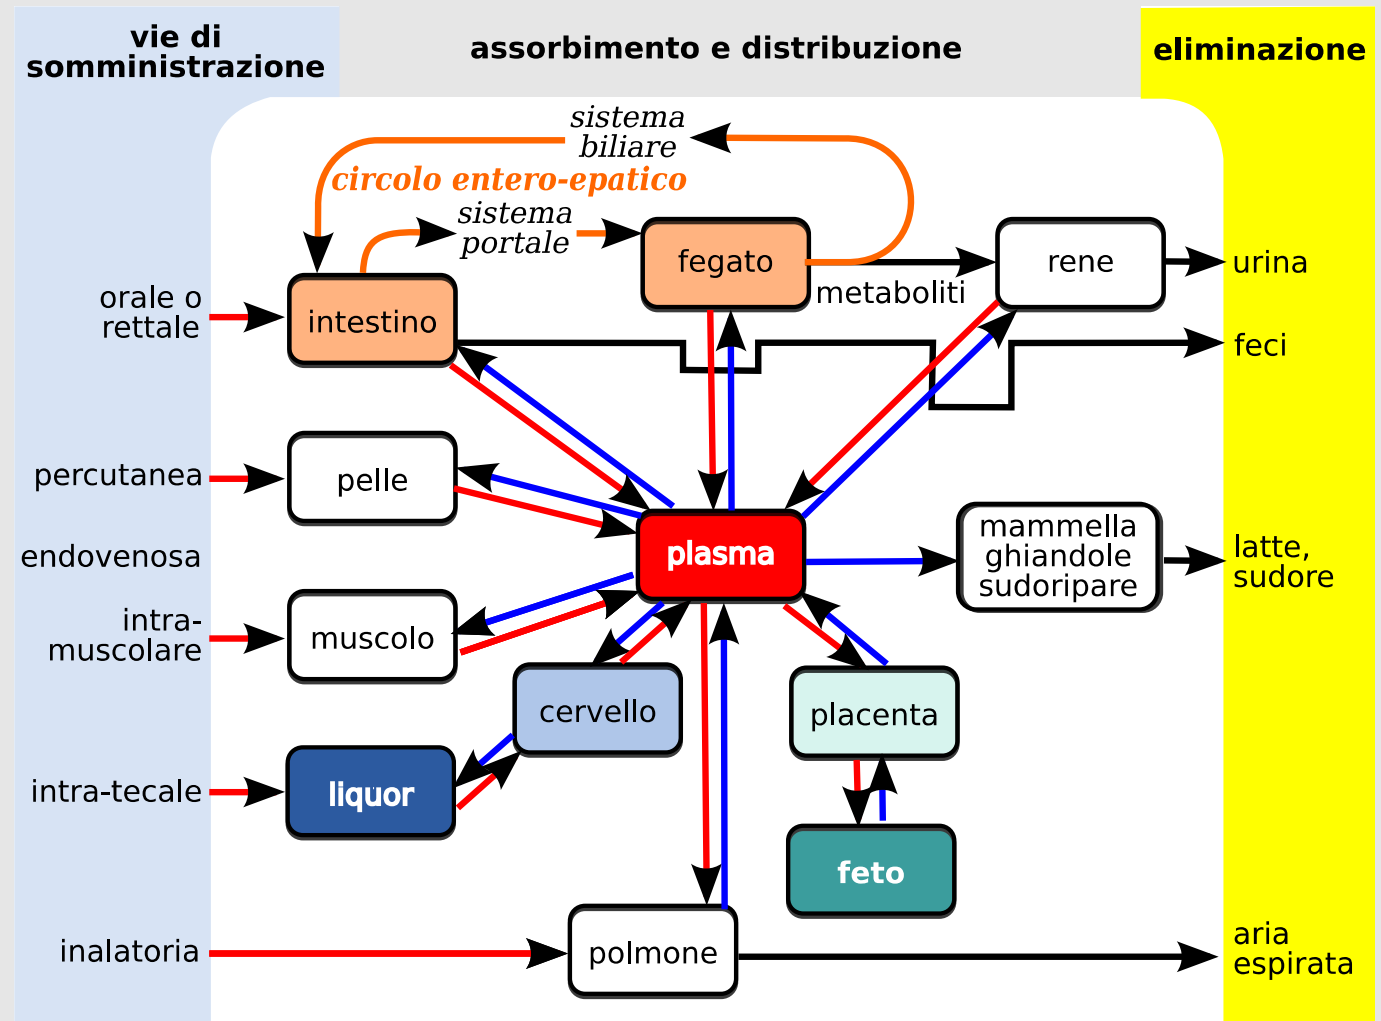 vie di
somministrazione
assorbimento e distribuzione
eliminazione
sistema
biliare
circolo entero-epatico
sistema
portale
fegato
rene
urina
metaboliti
orale o
rettale
intestino
feci
percutanea
pelle
endovenosa
plasma
mammella
ghiandole
sudoripare
latte,
sudore
intra-
muscolare
muscolo
cervello
placenta
intra-tecale
liquor
feto
inalatoria
polmone
aria
espirata